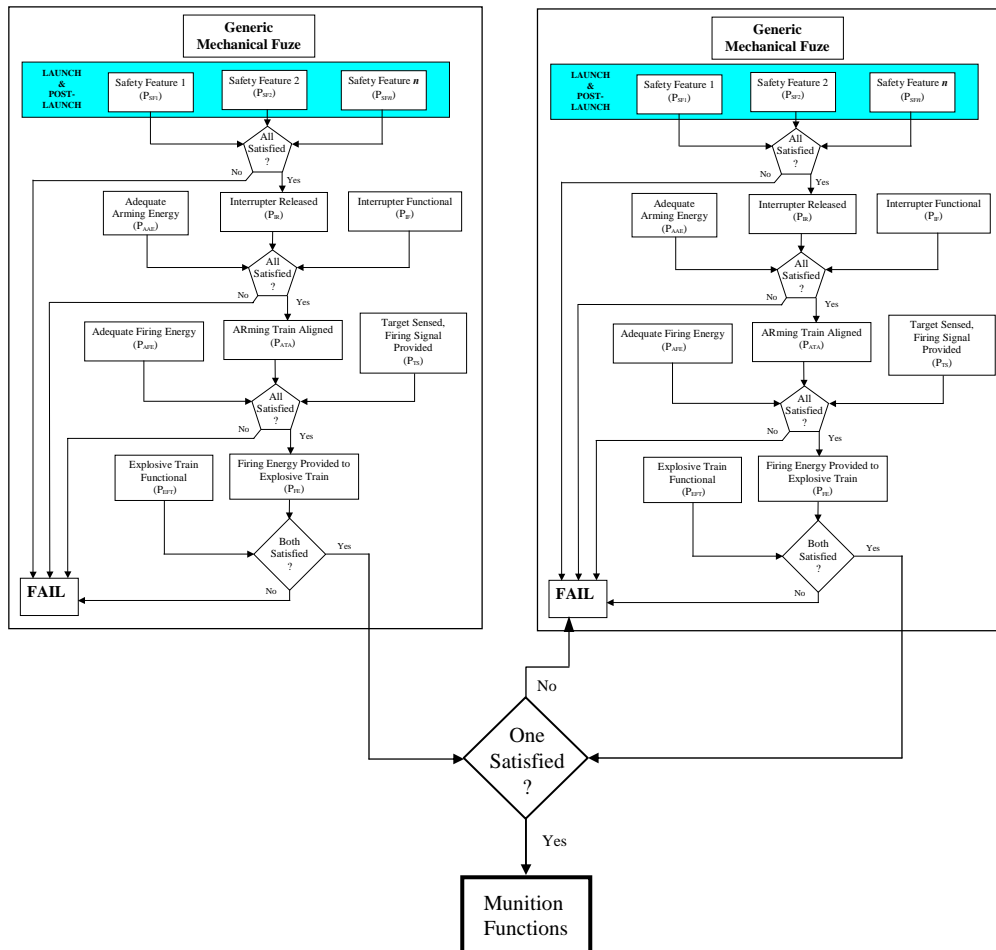 Generic
Mechanical Fuze
LAUNCH
&
POST-
LAUNCH
Safety Feature 1
(PSF1)
Safety Feature 2
(PSF2)
Safety Feature n
(PSFn)
All
Satisfied
?
No
Yes
Adequate
Arming Energy
(PAAE)
Interrupter Released
(PIR)
Interrupter Functional
(PIF)
All
Satisfied
?
No
Yes
Adequate Firing Energy
(PAFE)
ARming Train Aligned
(PATA)
Target Sensed,
Firing Signal
Provided
(PTS)
All
Satisfied
?
No
Yes
Explosive Train
Functional
(PEFT)
Firing Energy Provided to
Explosive Train
(PFE)
Both
Satisfied
?
Yes
No
FAIL
Generic
Mechanical Fuze
LAUNCH
&
POST-
LAUNCH
Safety Feature 1
(PSF1)
Safety Feature 2
(PSF2)
Safety Feature n
(PSFn)
All
Satisfied
?
No
Yes
Adequate
Arming Energy
(PAAE)
Interrupter Released
(PIR)
Interrupter Functional
(PIF)
All
Satisfied
?
No
Yes
Adequate Firing Energy
(PAFE)
ARming Train Aligned
(PATA)
Target Sensed,
Firing Signal
Provided
(PTS)
All
Satisfied
?
No
Yes
Explosive Train
Functional
(PEFT)
Firing Energy Provided to
Explosive Train
(PFE)
Both
Satisfied
?
Yes
No
FAIL
No
One
Satisfied
?
Yes
Munition
Functions